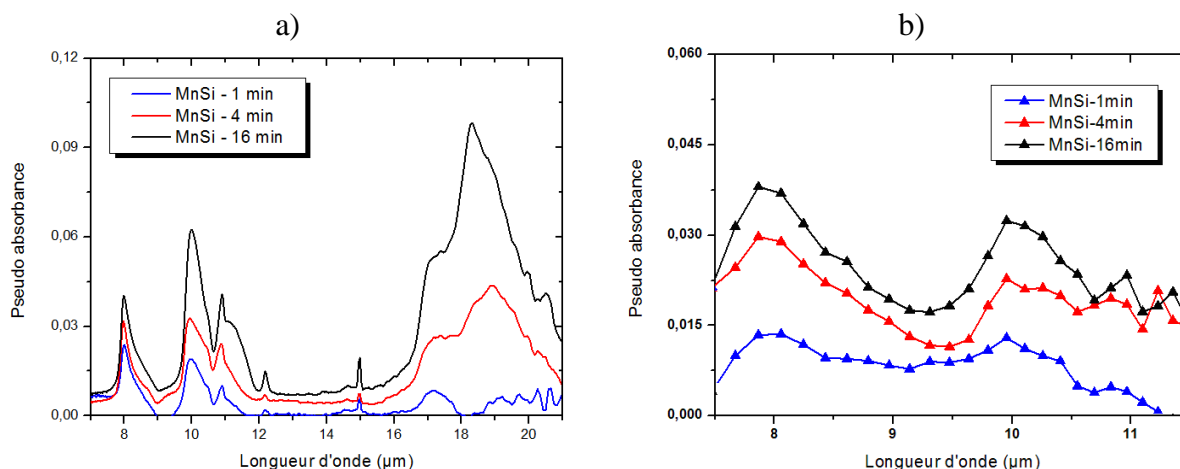 a)
0,12
0,09
0,06
0,03
0,00
Pseudo absorbance
MnSi - 1 min
MnSi - 4 min
MnSi - 16 min
8 10 12 14 16 18 20
Longueur d'onde (µm)
b)
0,060
0,045
0,030
0,015
0,000
Pseudo absorbance
MnSi-1min
MnSi-4min
MnSi-16min
8 9 10 11
Longueur d'onde (µm)